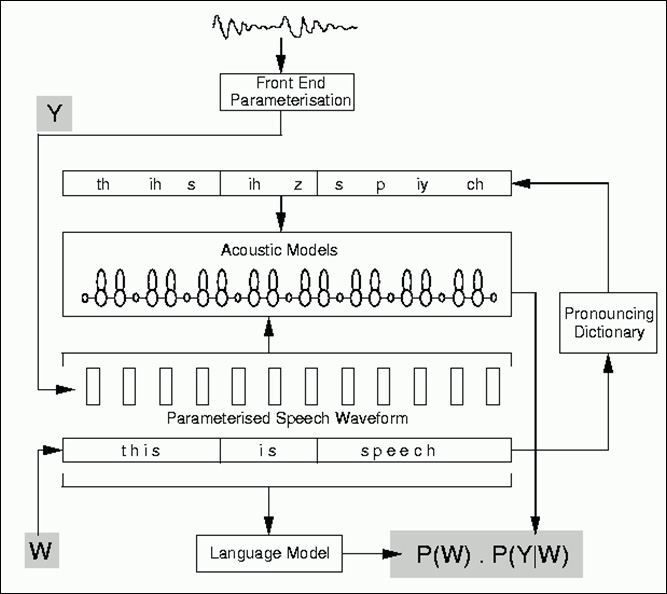 Front End
Parameterisation
Y
th ih s ih z s p iy ch
Acoustic Models
Pronouncing
Dictionary
Parameterised Speech Waveform
this is speech
W
Language Model
P(W) . P(Y|W)